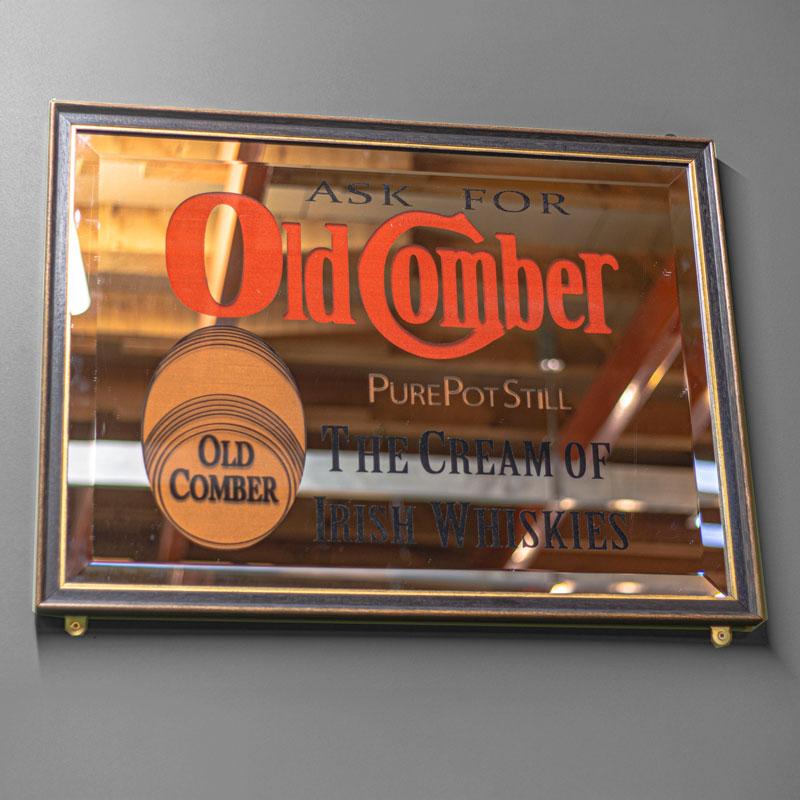 ASK FOR
Old Comber
PURE POT STILL
OLD
COMBER
THE CREAM OF
IRISH WHISKIES